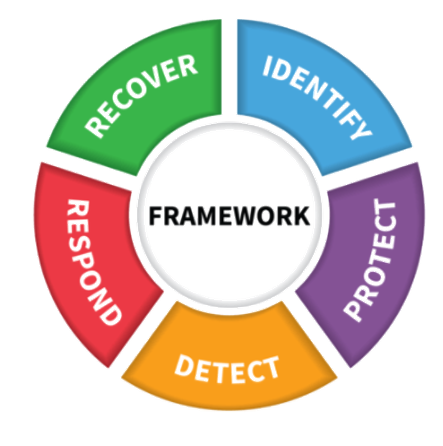 RECOVER
IDENTIFY
RESPOND
FRAMEWORK
PROTECT
DETECT